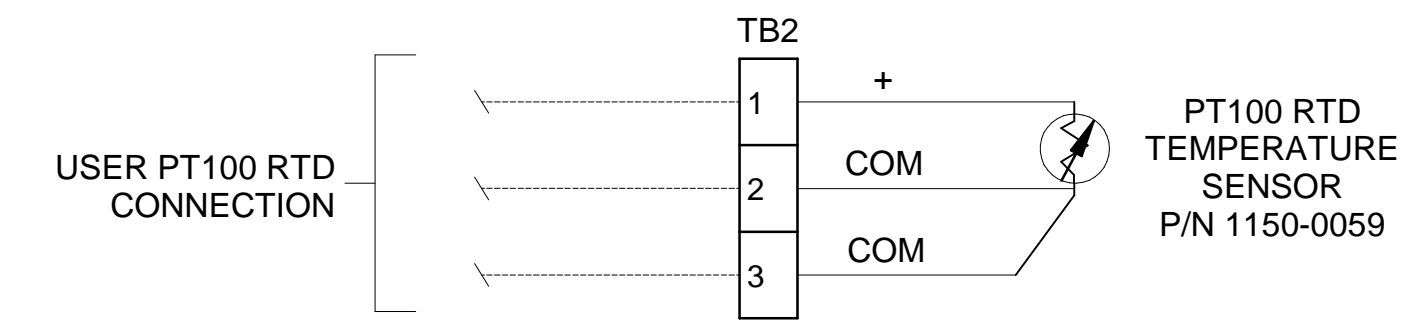 TB2
1
+
PT100 RTD
TEMPERATURE
SENSOR
P/N 1150-0059
USER PT100 RTD
CONNECTION
2
COM
3
COM